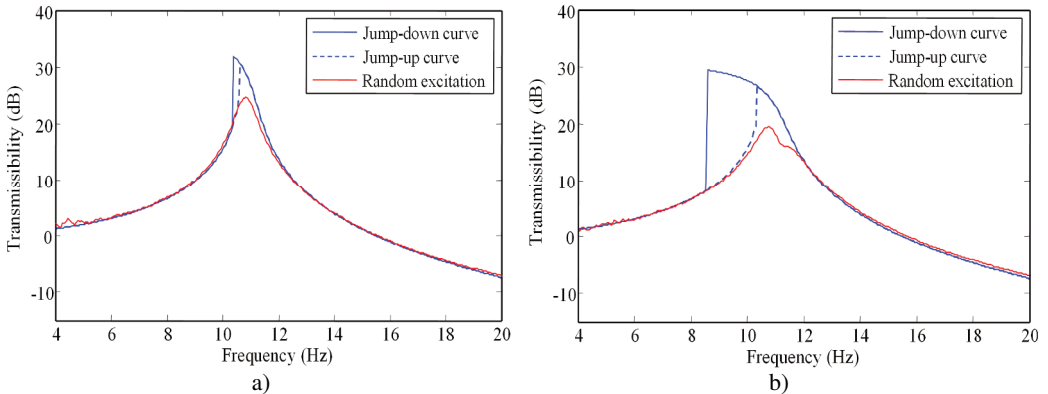 40
30
20
10
0
-10
Transmissibility (dB)
4 6 8 10 12 14 16 18 20
Frequency (Hz)
Jump-down curve
Jump-up curve
Random excitation
a)
40
30
20
10
0
-10
Transmissibility (dB)
4 6 8 10 12 14 16 18 20
Frequency (Hz)
Jump-down curve
Jump-up curve
Random excitation
b)